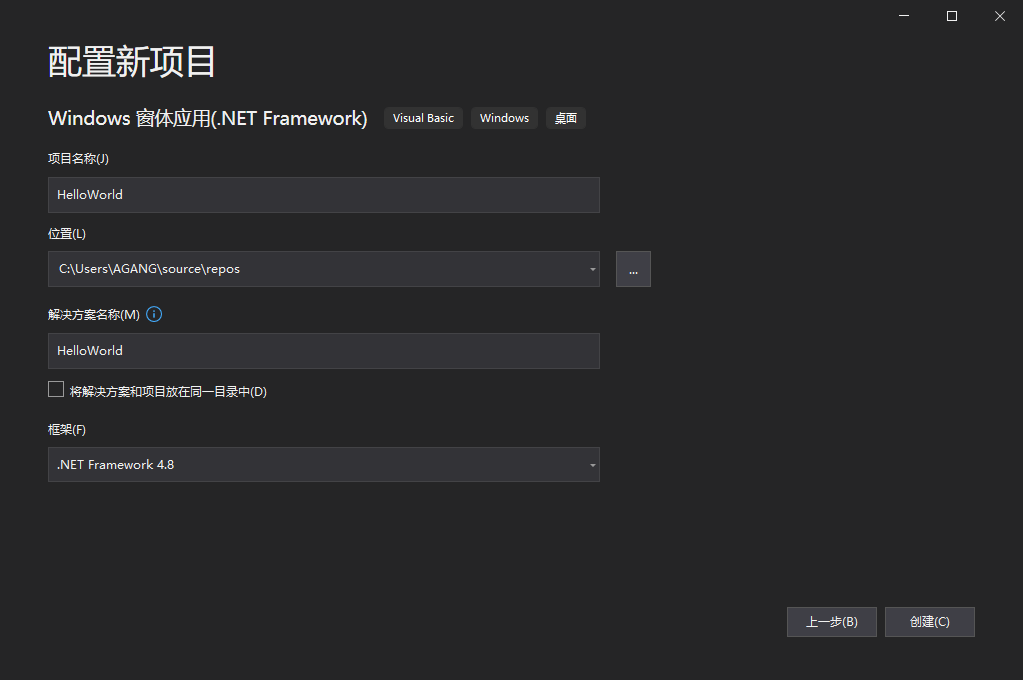 配置新项目
Windows 窗体应用(.NET Framework) Visual Basic Windows 桌面
项目名称(J)
HelloWorld
位置(L)
C:\Users\AGANG\source\repos ...
解决方案名称(M)
HelloWorld
将解决方案和项目放在同一目录中(D)
框架(F)
.NET Framework 4.8
上一步(B) 创建(C)